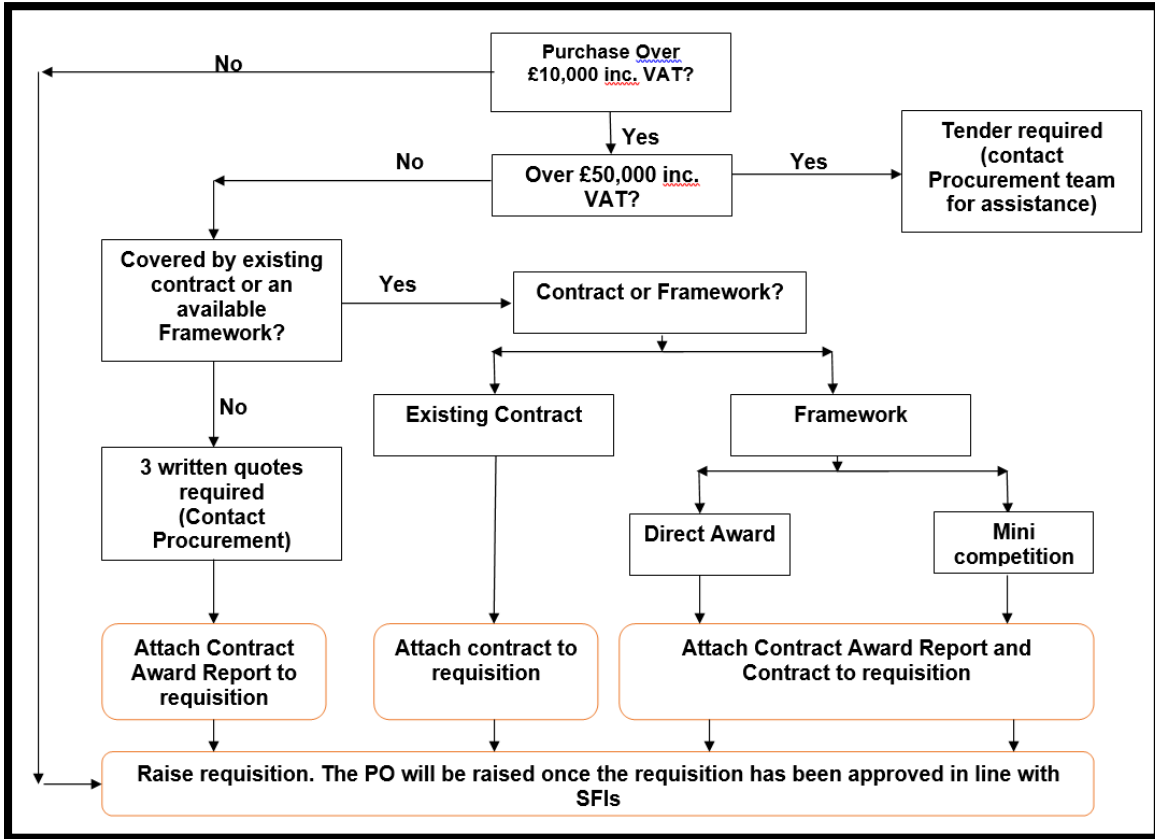 Purchase Over
£10,000 inc. VAT?
No
Yes
Over £50,000 inc.
VAT?
No
Yes
Tender required
(contact
Procurement team
for assistance)
Covered by existing
contract or an
available
Framework?
Yes
Contract or Framework?
No
Existing Contract
Framework
3 written quotes
required
(Contact
Procurement)
Direct Award
Mini
competition
Attach Contract
Award Report to
requisition
Attach contract to
requisition
Attach Contract Award Report and
Contract to requisition
Raise requisition. The PO will be raised once the requisition has been approved in line with
SFIs